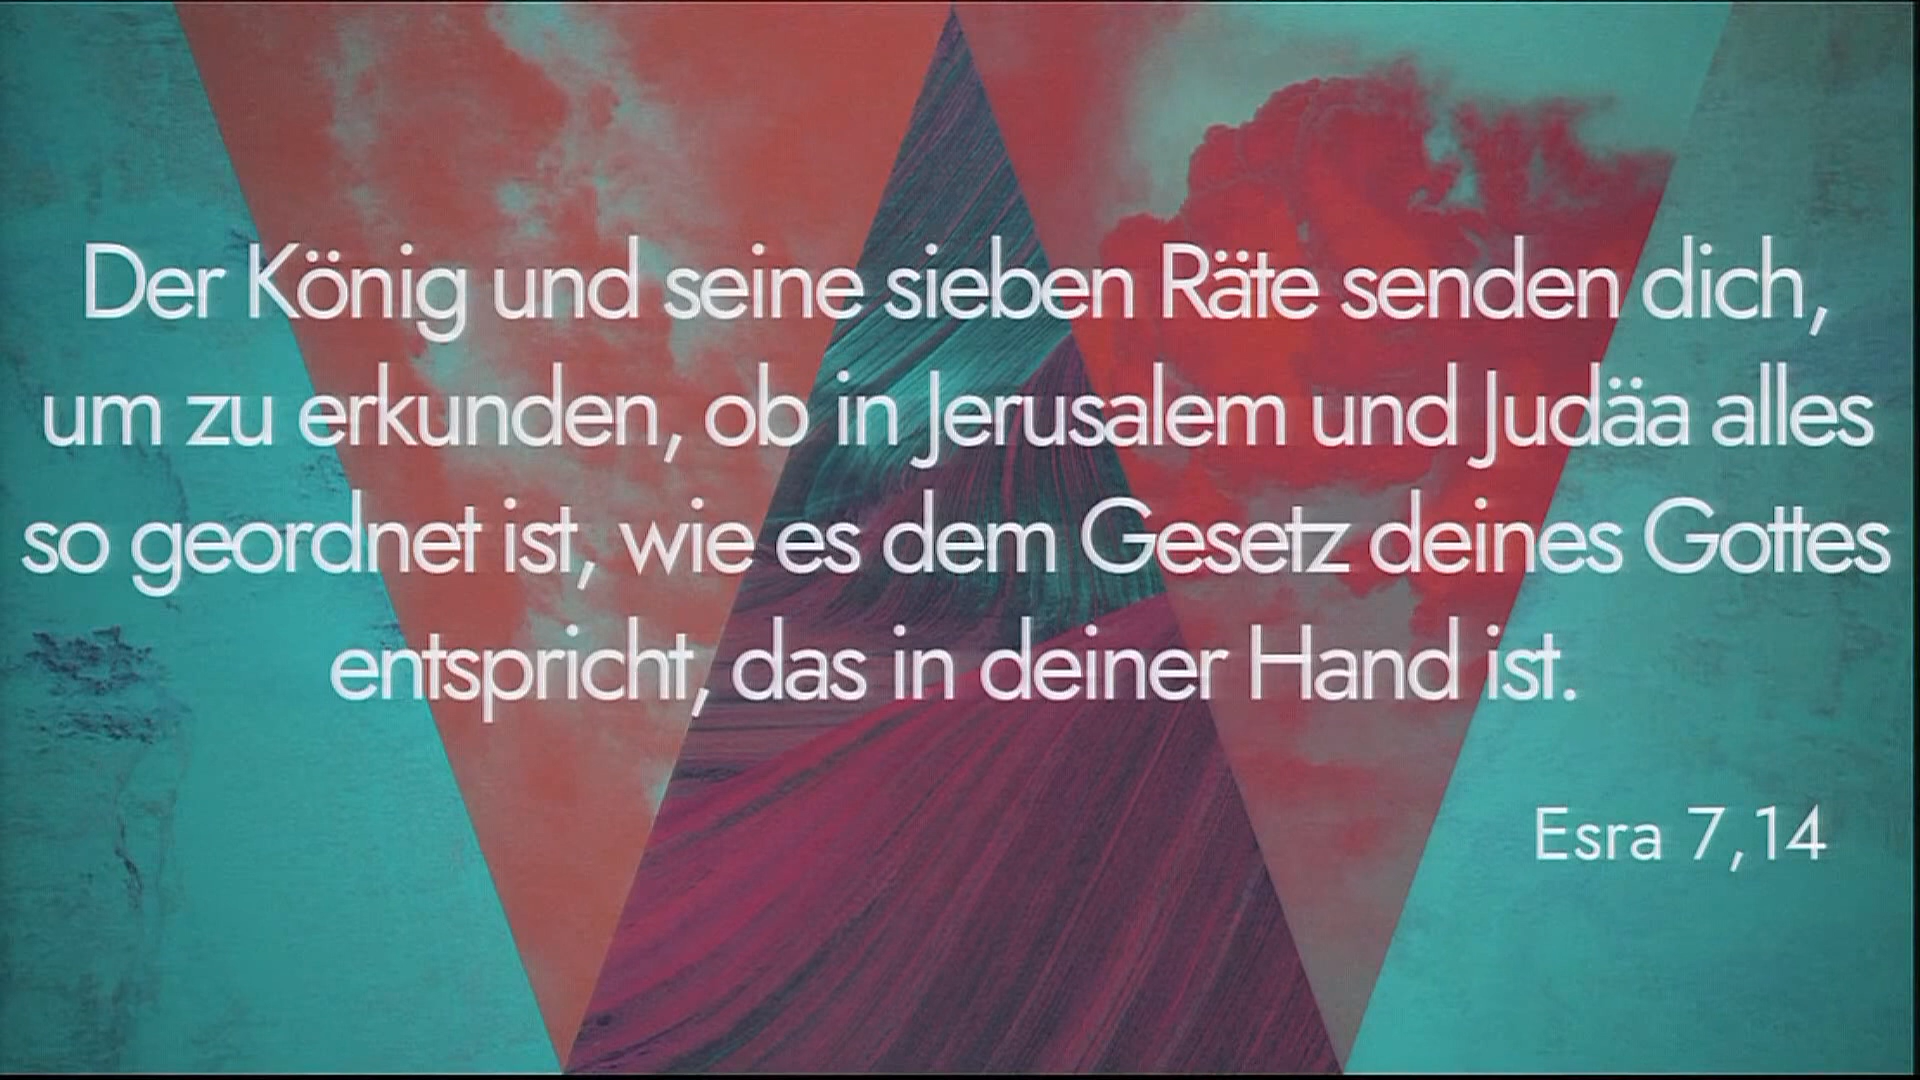 Der König und seine sieben Räte senden dich,
um zu erkunden, ob in Jerusalem und Judäa alles
so geordnet ist, wie es dem Gesetz deines Gottes
entspricht, das in deiner Hand ist.
Esra 7,14